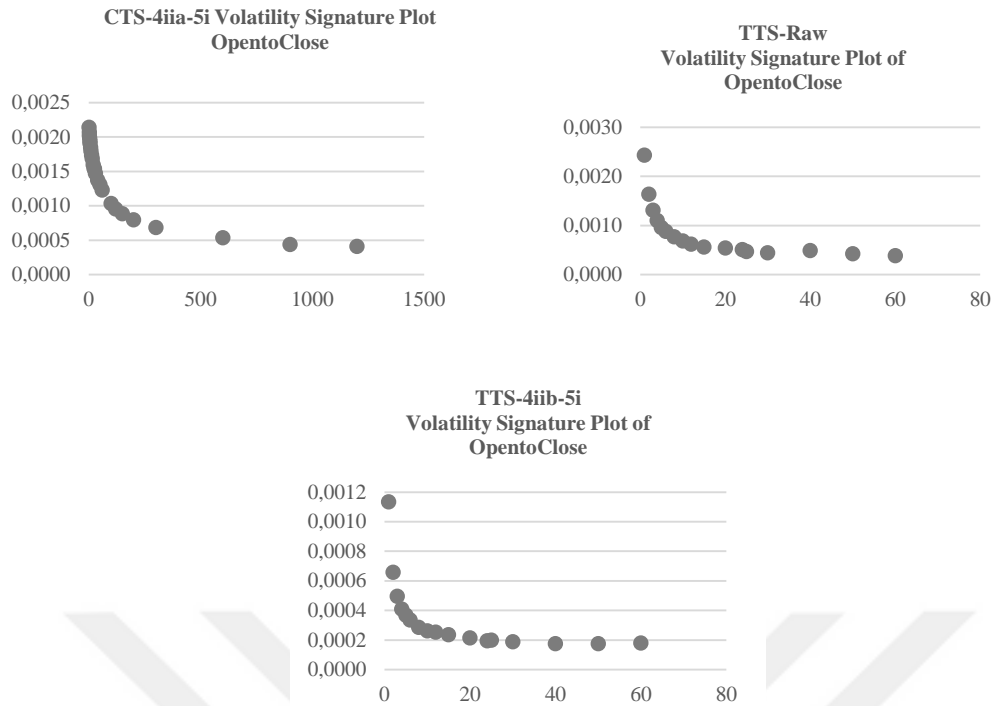 CTS-4iia-5i Volatility Signature Plot
OpentoClose
0,0025
0,0020
0,0015
0,0010
0,0005
0,0000
0 500 1000 1500
TTS-Raw
Volatility Signature Plot of
OpentoClose
0,0030
0,0020
0,0010
0,0000
0 20 40 60 80
TTS-4iib-5i
Volatility Signature Plot of
OpentoClose
0,0012
0,0010
0,0008
0,0006
0,0004
0,0002
0,0000
0 20 40 60 80